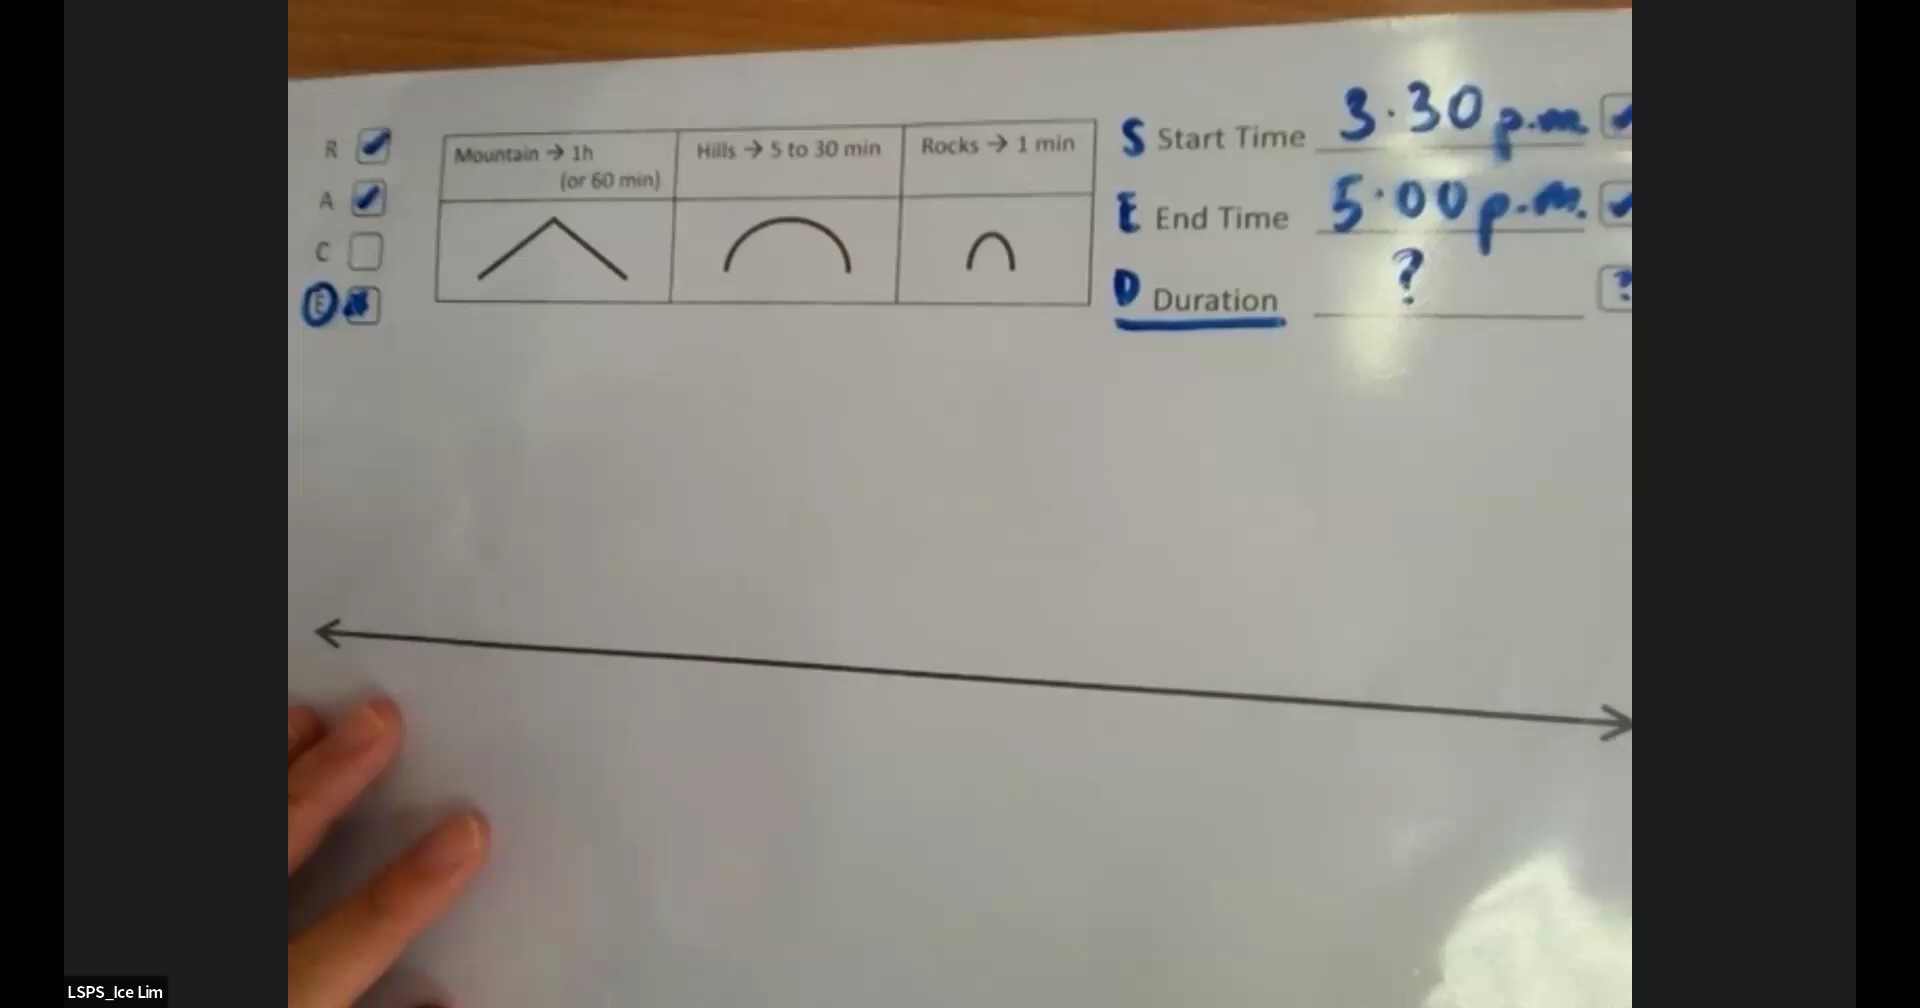 R
A
C
E
Mountain → 1h
(or 60 min)
Hills → 5 to 30 min
Rocks → 1 min
S Start Time 3.30 p.m
E End Time 5.00 p.m.
D Duration ?
?
LSPS_Ice Lim